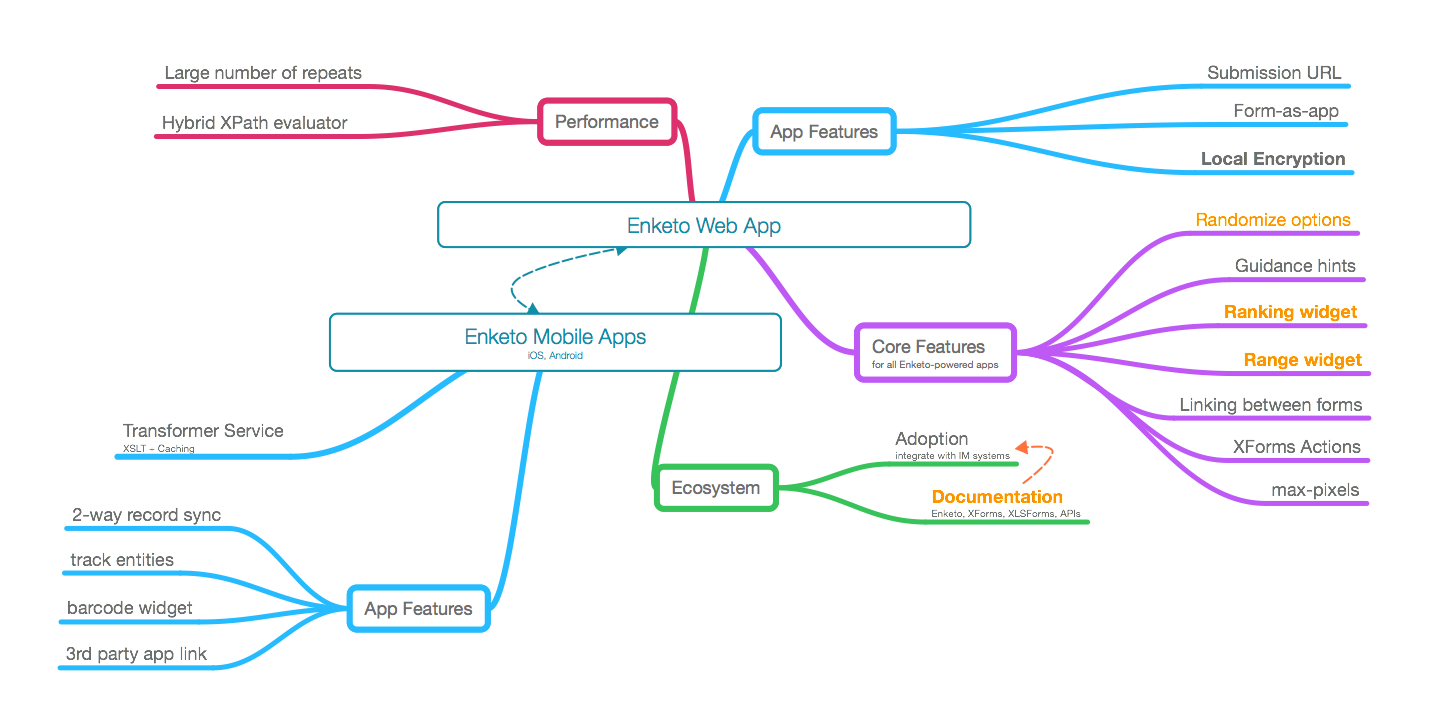 Large number of repeats
Hybrid XPath evaluator
Performance
App Features
Submission URL
Form-as-app
Local Encryption
Enketo Web App
Randomize options
Guidance hints
Ranking widget
Range widget
Linking between forms
XForms Actions
max-pixels
Core Features
for all Enketo-powered apps
Enketo Mobile Apps
iOS, Android
Transformer Service
XSLT + Caching
Ecosystem
Adoption
integrate with IM systems
Documentation
Enketo, XForms, XLSForms, APIs
2-way record sync
track entities
barcode widget
3rd party app link
App Features